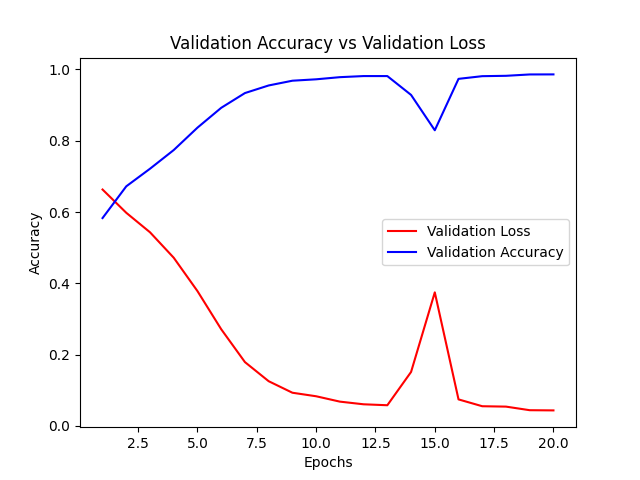 Validation Accuracy vs Validation Loss
1.0
0.8
0.6
0.4
0.2
0.0
Accuracy
Validation Loss
Validation Accuracy
2.5 5.0 7.5 10.0 12.5 15.0 17.5 20.0
Epochs